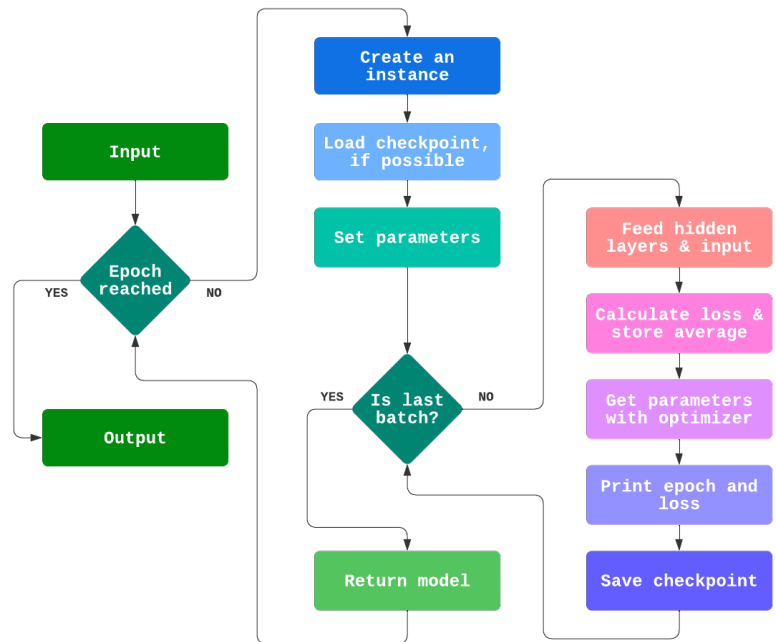 Input
Epoch
reached
YES
NO
Output
Create an
instance
Load checkpoint,
if possible
Set parameters
Is last
batch?
YES
NO
Return model
Feed hidden
layers & input
Calculate loss &
store average
Get parameters
with optimizer
Print epoch and
loss
Save checkpoint